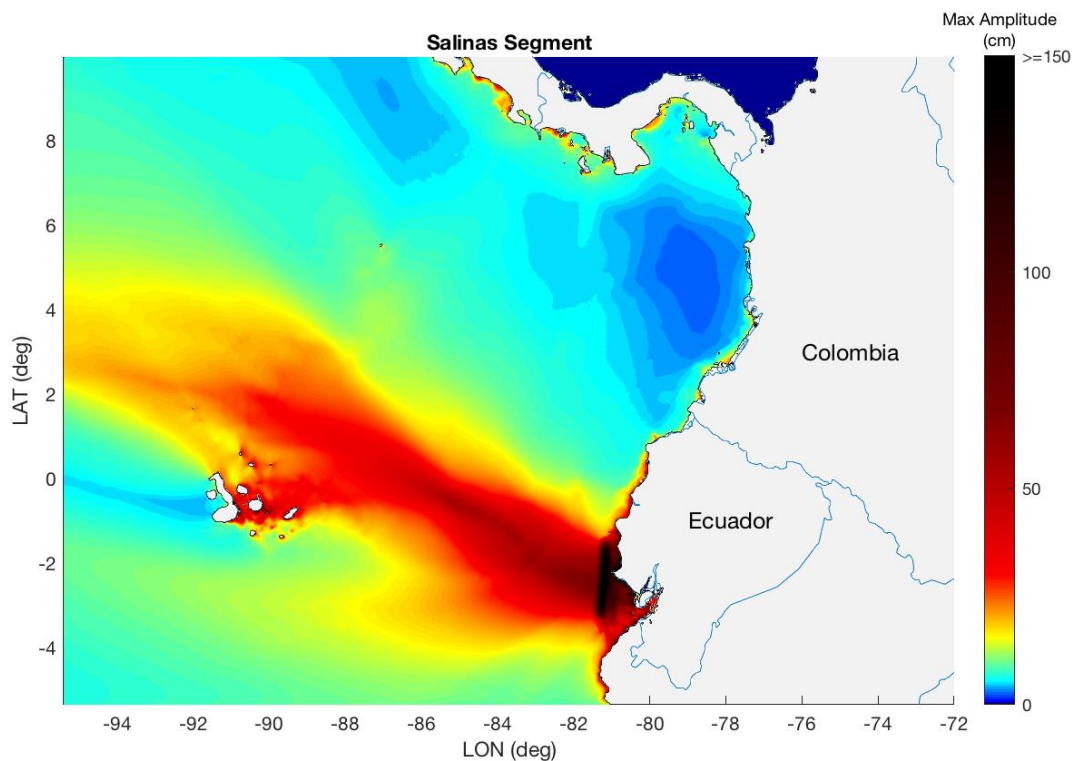 Salinas Segment
Max Amplitude
(cm)
>=150
100
50
0
LAT (deg)
8
6
4
2
0
-2
-4
Colombia
Ecuador
-94 -92 -90 -88 -86 -84 -82 -80 -78 -76 -74 -72
LON (deg)